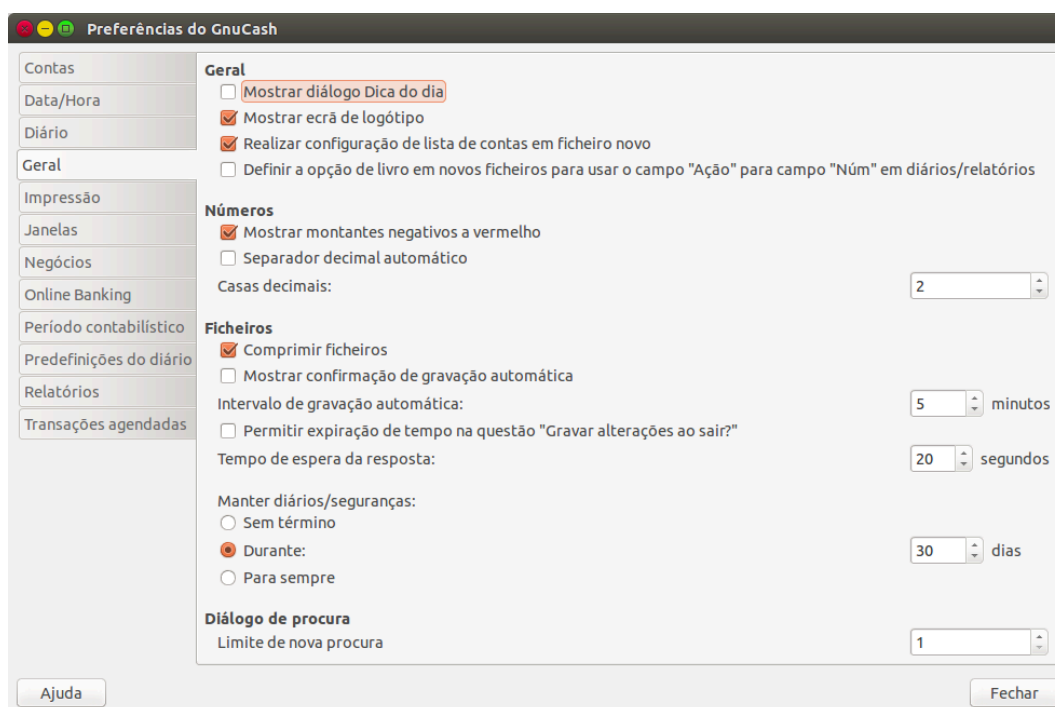 Preferências do GnuCash
Contas
Data/Hora
Diário
Geral
Impressão
Janelas
Negócios
Online Banking
Período contabilístico
Predefinições do diário
Relatórios
Transações agendadas
Geral
Mostrar diálogo Dica do dia
Mostrar ecrã de logótipo
Realizar configuração de lista de contas em ficheiro novo
Definir a opção de livro em novos ficheiros para usar o campo "Ação" para campo "Núm" em diários/relatórios
Números
Mostrar montantes negativos a vermelho
Separador decimal automático
Casas decimais: 2
Ficheiros
Comprimir ficheiros
Mostrar confirmação de gravação automática
Intervalo de gravação automática: 5 minutos
Permitir expiração de tempo na questão "Gravar alterações ao sair?"
Tempo de espera da resposta: 20 segundos
Manter diários/seguranças:
Sem término
Durante: 30 dias
Para sempre
Diálogo de procura
Limite de nova procura 1
Ajuda Fechar